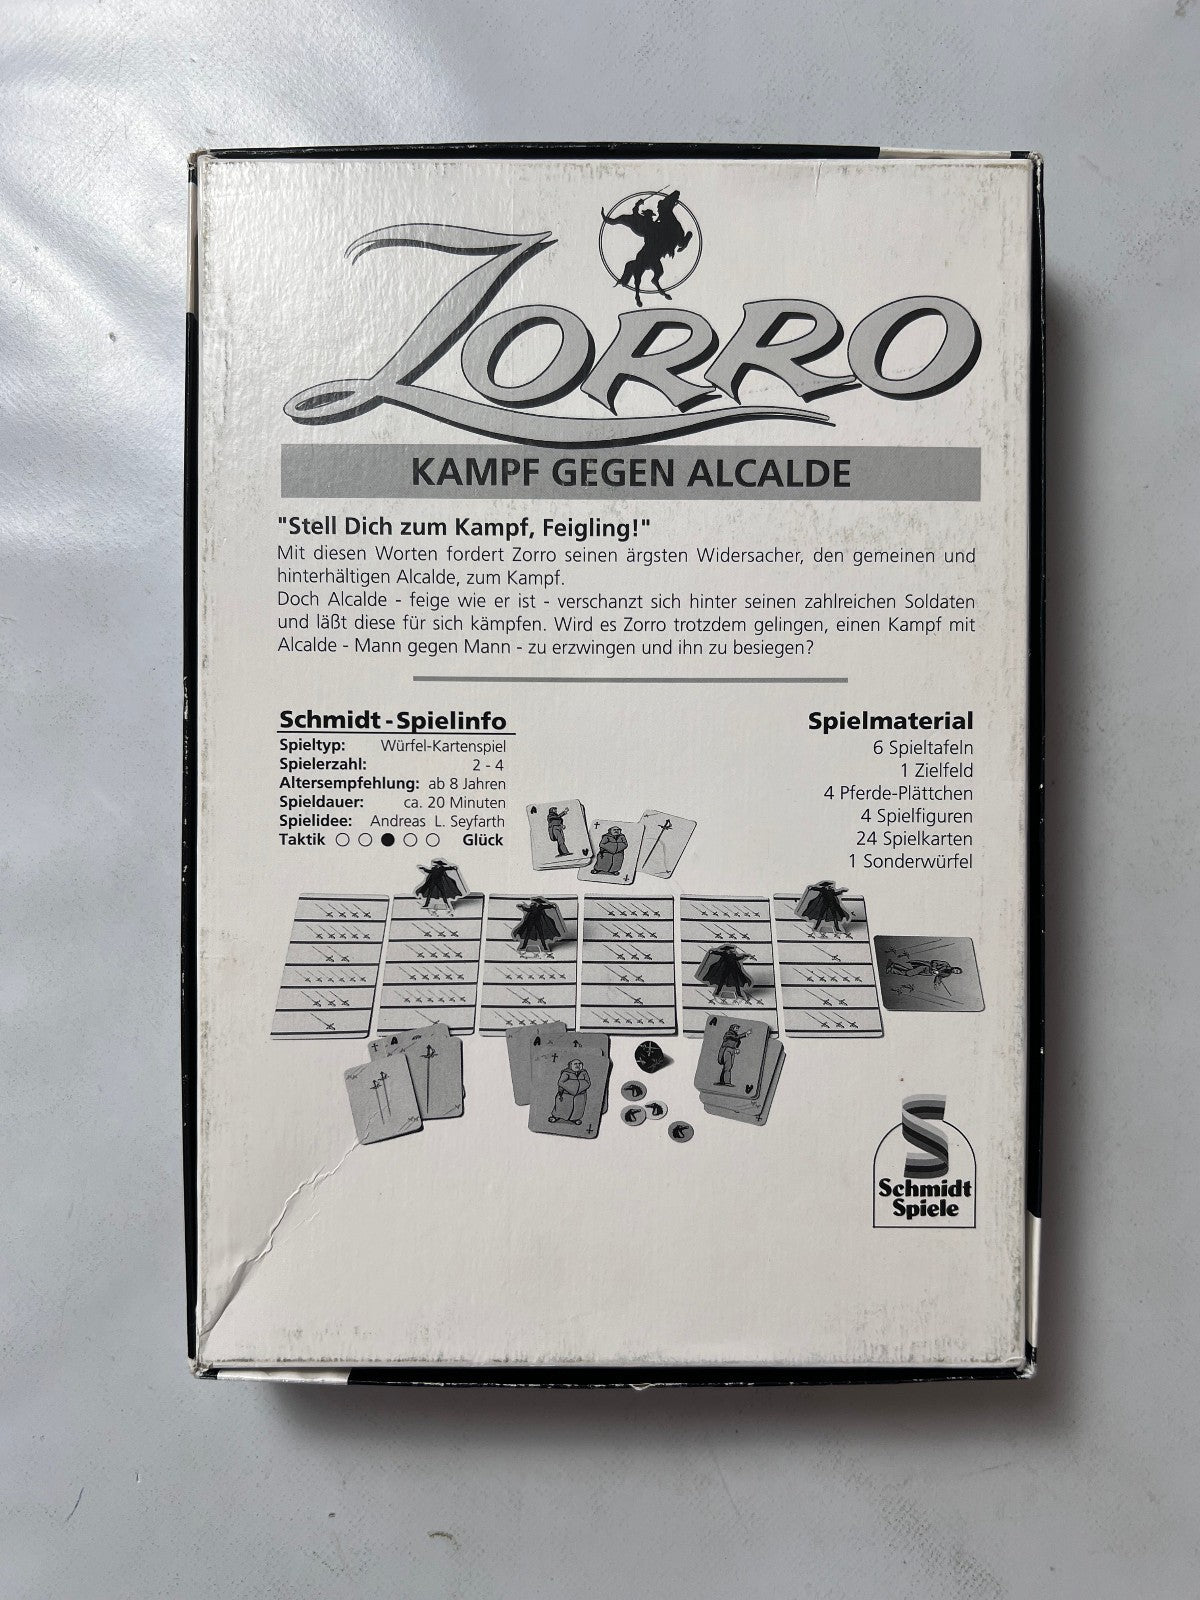 ZORRO
KAMPF GEGEN ALCALDE
"Stell Dich zum Kampf, Feigling!"
Mit diesen Worten fordert Zorro seinen ärgsten Widersacher, den gemeinen und
hinterhältigen Alcalde, zum Kampf.
Doch Alcalde - feige wie er ist - verschanzt sich hinter seinen zahlreichen Soldaten
und läßt diese für sich kämpfen. Wird es Zorro trotzdem gelingen, einen Kampf mit
Alcalde - Mann gegen Mann - zu erzwingen und ihn zu besiegen?
Schmidt - Spielinfo
Spieltyp: Würfel-Kartenspiel
Spielerzahl: 2 - 4
Altersempfehlung: ab 8 Jahren
Spieldauer: ca. 20 Minuten
Spielidee: Andreas L. Seyfarth
Taktik Glück
Spielmaterial
6 Spieltafeln
1 Zielfeld
4 Pferde-Plättchen
4 Spielfiguren
24 Spielkarten
1 Sonderwürfel
A
A
A
A
Schmidt
Spiele